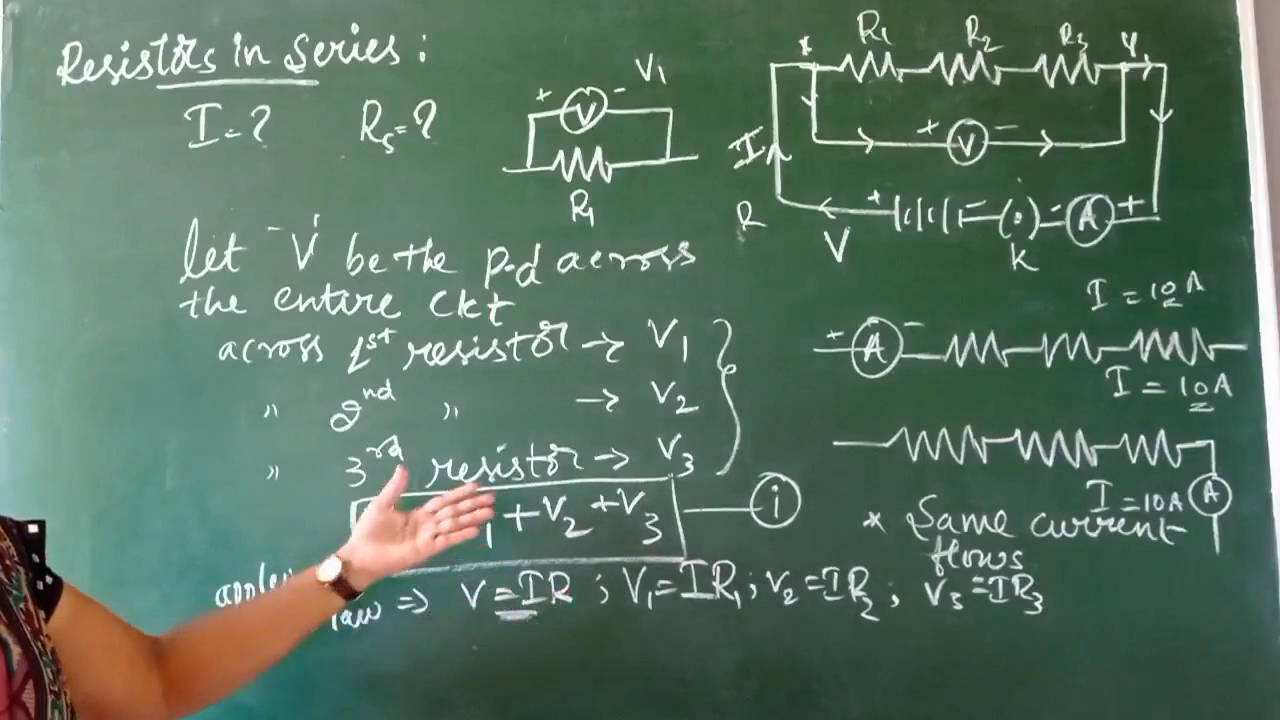 Resistors in Series :
I = ? Rs = ?
let 'V' be the p.d across
the entire ckt
across 1st resistor → V1
" 2nd " → V2
" 3rd resistor → V3
1 + V2 + V3 — i
law ⇒ V = IR ; V1 = IR1 ; V2 = IR2 ; V3 = IR3
V1
+ V -
R1
X R1 R2 R3 Y
I + V -
R
+ - ( . ) - A +
V K
I = 10A
+ A -
I = 10A
I = 10A A
* Same current
flows